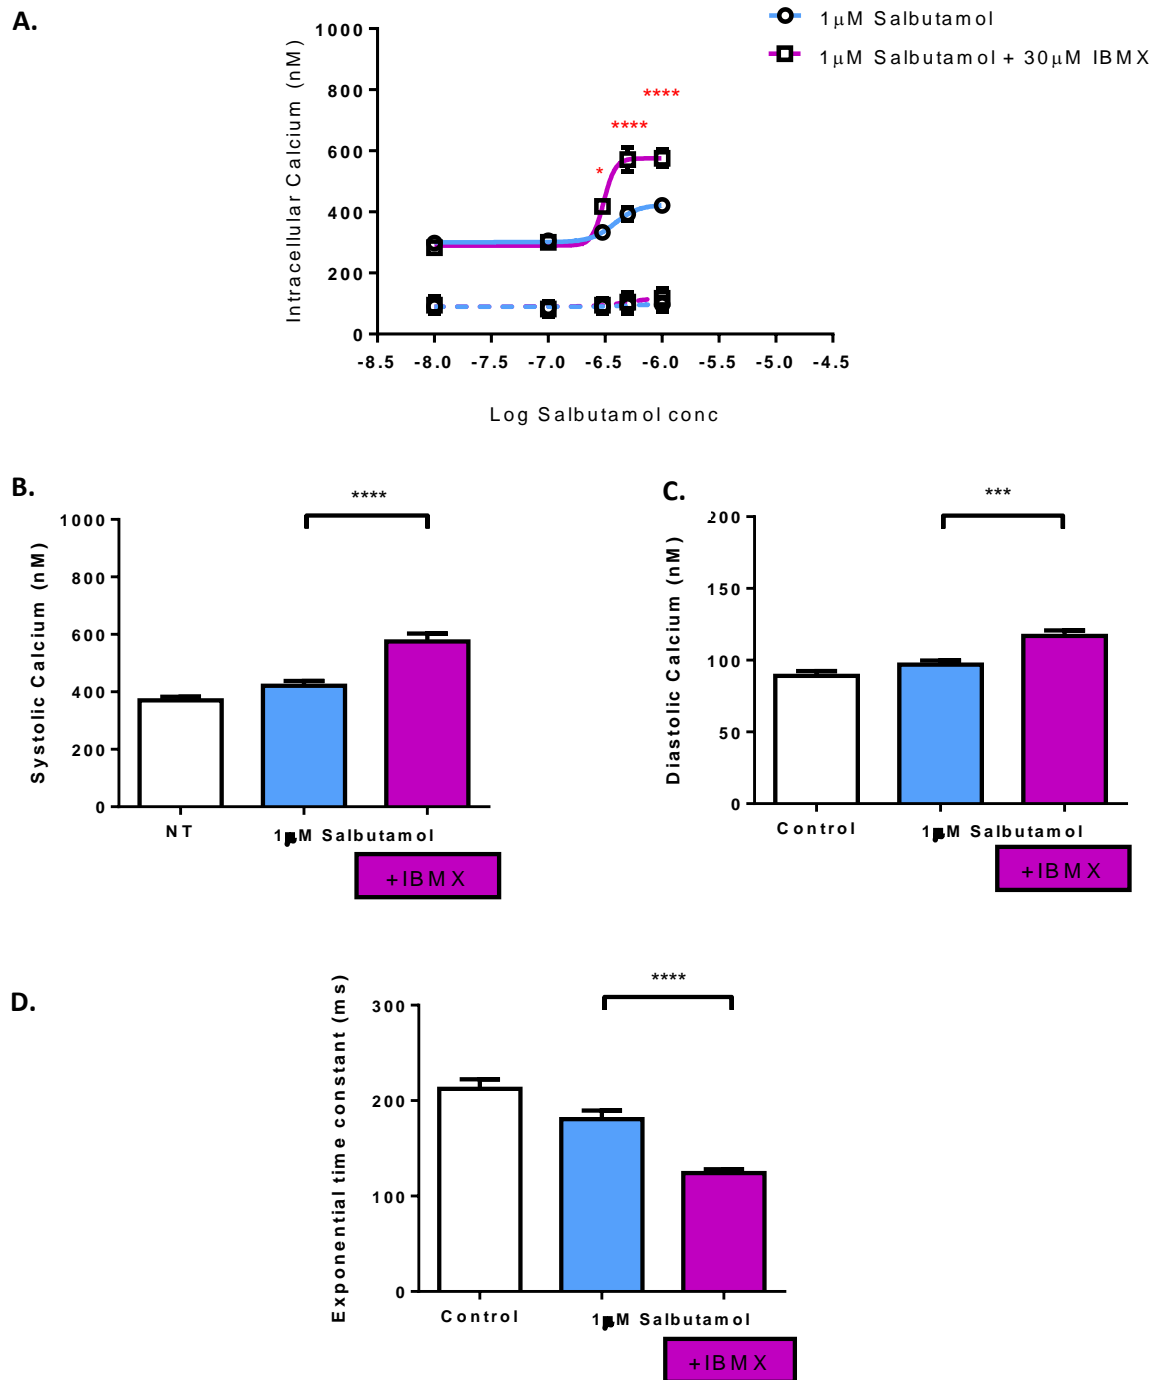 A.
1µM Salbutamol
1µM Salbutamol + 30µM IBMX
Intracellular Calcium (nM)
1000
800
600
400
200
0
****
****
*
-8.5 -8.0 -7.5 -7.0 -6.5 -6.0 -5.5 -5.0 -4.5
Log Salbutamol conc
B.
****
Systolic Calcium (nM)
1000
800
600
400
200
0
NT 1µM Salbutamol
+IBMX
C.
***
Diastolic Calcium (nM)
200
150
100
50
0
Control 1µM Salbutamol
+IBMX
D.
****
Exponential time constant (ms)
300
200
100
0
Control 1µM Salbutamol
+IBMX